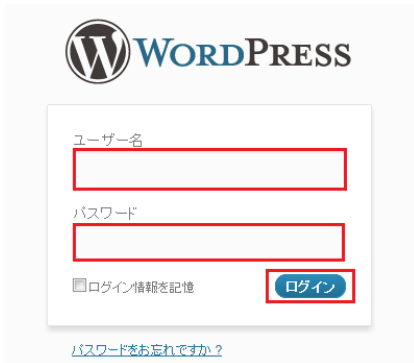 WORDPRESS
ユーザー名
パスワード
ログイン情報を記憶
ログイン
パスワードをお忘れですか ?